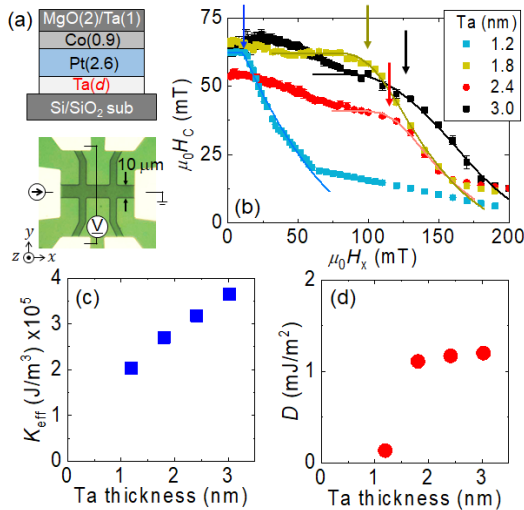 (a)
MgO(2)/Ta(1)
Co(0.9)
Pt(2.6)
Ta(d)
Si/SiO₂ sub
10 μm
V
y
z
x
75
50
25
0
μ₀H_C (mT)
0 50 100 150 200
μ₀Hₓ (mT)
(b)
Ta (nm)
1.2
1.8
2.4
3.0
(c)
4
3
2
1
0
K_eff (J/m³) x10⁵
0 1 2 3
Ta thickness (nm)
(d)
2
1
0
D (mJ/m²)
0 1 2 3
Ta thickness (nm)